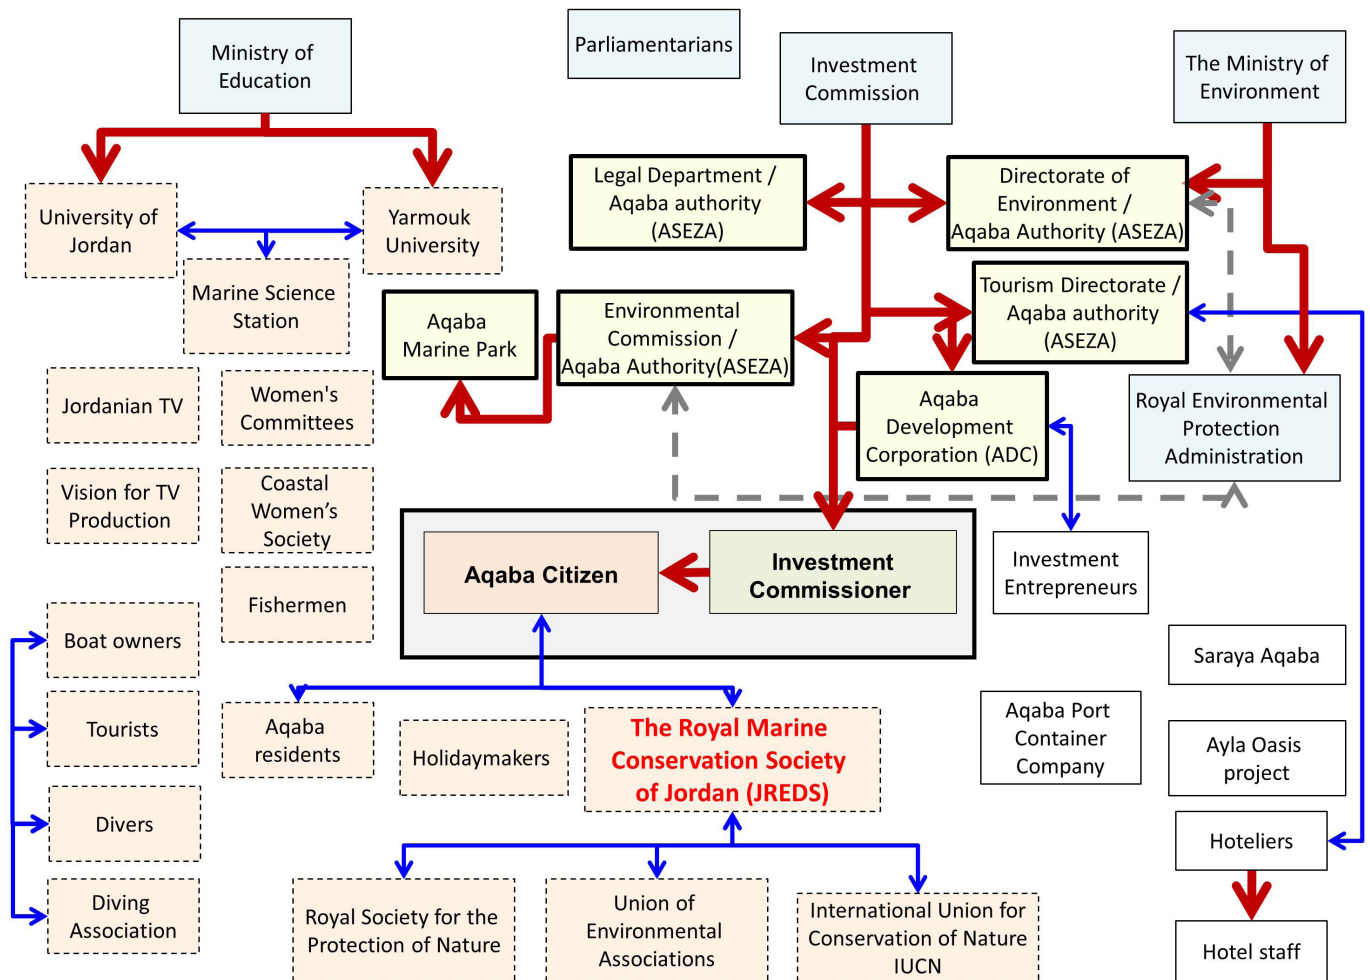 Ministry of
Education
Parliamentarians
Investment
Commission
The Ministry of
Environment
Legal Department /
Aqaba authority
(ASEZA)
Directorate of
Environment /
Aqaba Authority (ASEZA)
University of
Jordan
Yarmouk
University
Marine Science
Station
Aqaba
Marine Park
Environmental
Commission /
Aqaba Authority(ASEZA)
Tourism Directorate /
Aqaba authority
(ASEZA)
Jordanian TV
Women's
Committees
Aqaba
Development
Corporation (ADC)
Royal Environmental
Protection
Administration
Vision for TV
Production
Coastal
Women’s
Society
Aqaba Citizen
Investment
Commissioner
Investment
Entrepreneurs
Fishermen
Boat owners
Saraya Aqaba
Tourists
Aqaba
residents
Holidaymakers
The Royal Marine
Conservation Society
of Jordan (JREDS)
Aqaba Port
Container
Company
Ayla Oasis
project
Divers
Hoteliers
Diving
Association
Royal Society for the
Protection of Nature
Union of
Environmental
Associations
International Union for
Conservation of Nature
IUCN
Hotel staff